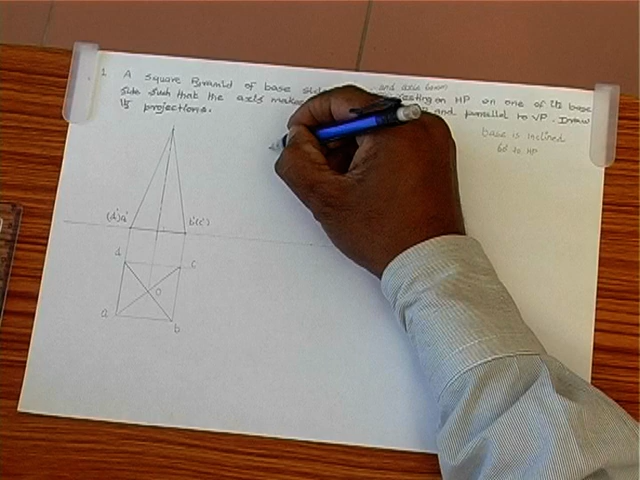 1. A Square Pyramid of base side and axis 60mm
side such that the axis makes resting on HP on one of its base
its projections. and parallel to VP. Draw
base is inclined
60 to HP
(d')a' b'(c')
d c
o
a b